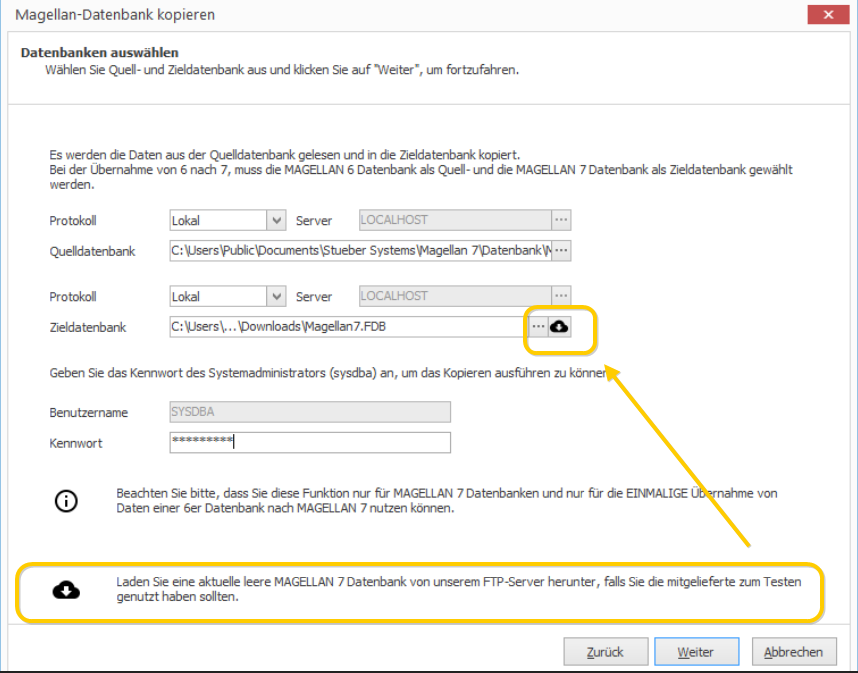 Magellan-Datenbank kopieren
Datenbanken auswählen
Wählen Sie Quell- und Zieldatenbank aus und klicken Sie auf "Weiter", um fortzufahren.
Es werden die Daten aus der Quelldatenbank gelesen und in die Zieldatenbank kopiert.
Bei der Übernahme von 6 nach 7, muss die MAGELLAN 6 Datenbank als Quell- und die MAGELLAN 7 Datenbank als Zieldatenbank gewählt
werden.
Protokoll Lokal Server LOCALHOST ...
Quelldatenbank C:\Users\Public\Documents\Stueber Systems\Magellan 7\Datenbank\ ...
Protokoll Lokal Server LOCALHOST ...
Zieldatenbank C:\Users\...\Downloads\Magellan7.FDB ...
Geben Sie das Kennwort des Systemadministrators (sysdba) an, um das Kopieren ausführen zu können
Benutzername SYSDBA
Kennwort *********
Beachten Sie bitte, dass Sie diese Funktion nur für MAGELLAN 7 Datenbanken und nur für die EINMALIGE Übernahme von
Daten einer 6er Datenbank nach MAGELLAN 7 nutzen können.
Laden Sie eine aktuelle leere MAGELLAN 7 Datenbank von unserem FTP-Server herunter, falls Sie die mitgelieferte zum Testen
genutzt haben sollten.
Zurück Weiter Abbrechen